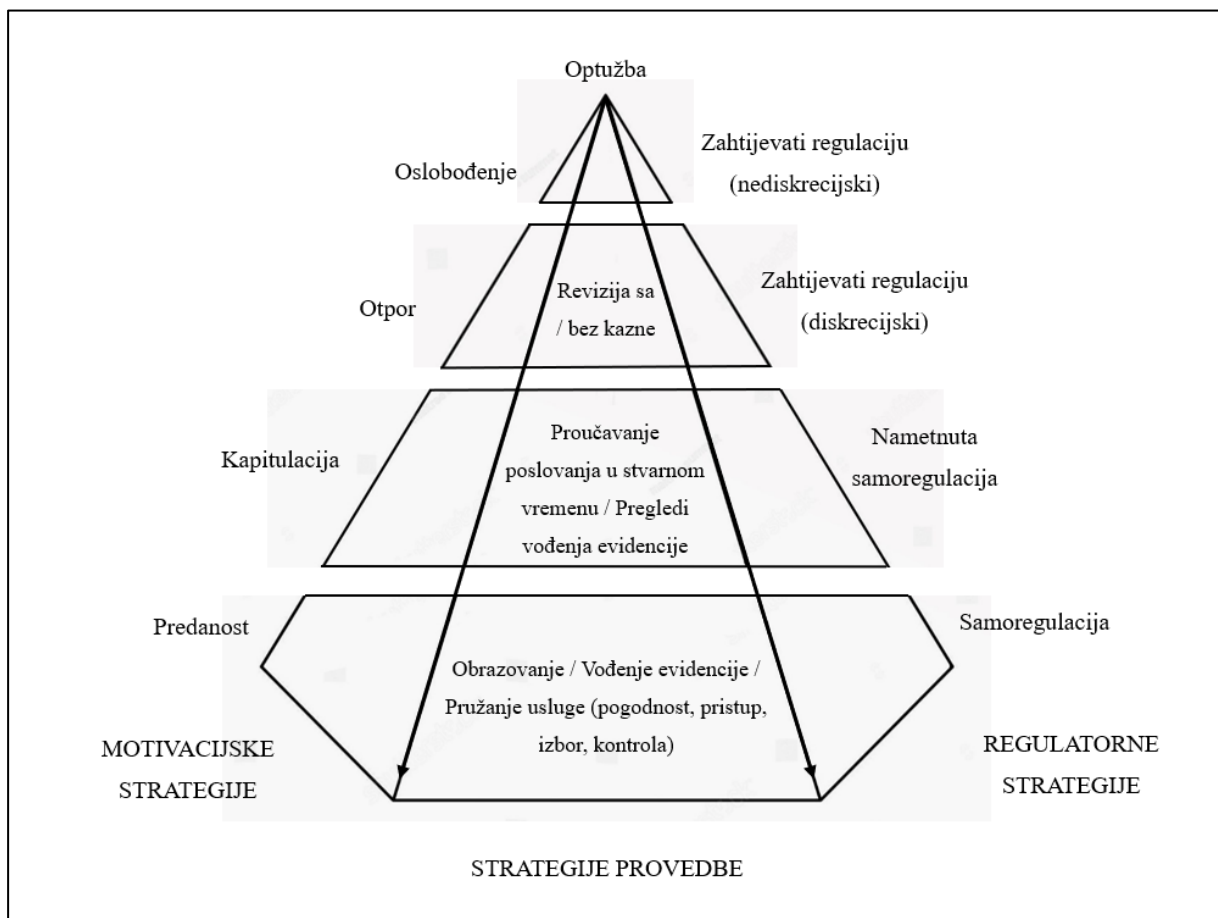 Optužba
Oslobođenje
Zahtijevati regulaciju
(nediskrecijski)
Otpor
Revizija sa
/ bez kazne
Zahtijevati regulaciju
(diskrecijski)
Kapitulacija
Proučavanje
poslovanja u stvarnom
vremenu / Pregledi
vođenja evidencije
Nametnuta
samoregulacija
Predanost
Obrazovanje / Vođenje evidencije /
Pružanje usluge (pogodnost, pristup,
izbor, kontrola)
Samoregulacija
MOTIVACIJSKE
STRATEGIJE
REGULATORNE
STRATEGIJE
STRATEGIJE PROVEDBE